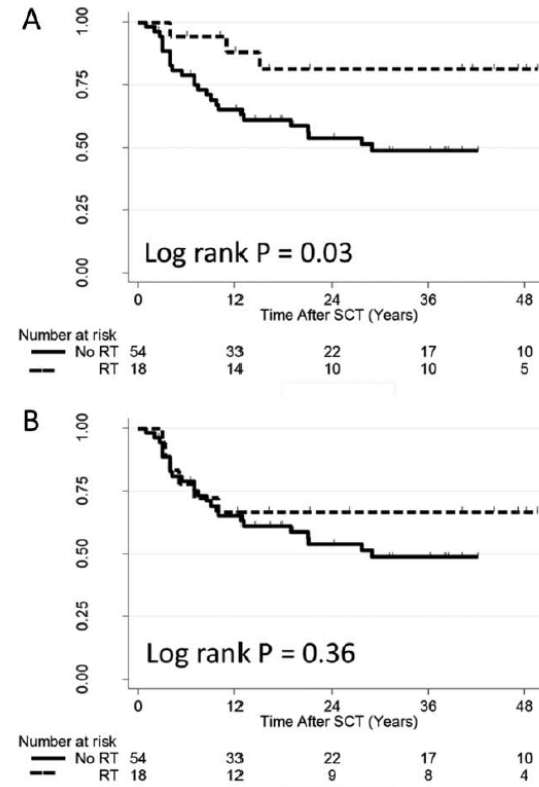 A
1.00
0.75
0.50
0.25
0.00
Log rank P = 0.03
0 12 24 36 48
Time After SCT (Years)
Number at risk
No RT 54 33 22 17 10
RT 18 14 10 10 5
B
1.00
0.75
0.50
0.25
0.00
Log rank P = 0.36
0 12 24 36 48
Time After SCT (Years)
Number at risk
No RT 54 33 22 17 10
RT 18 12 9 8 4